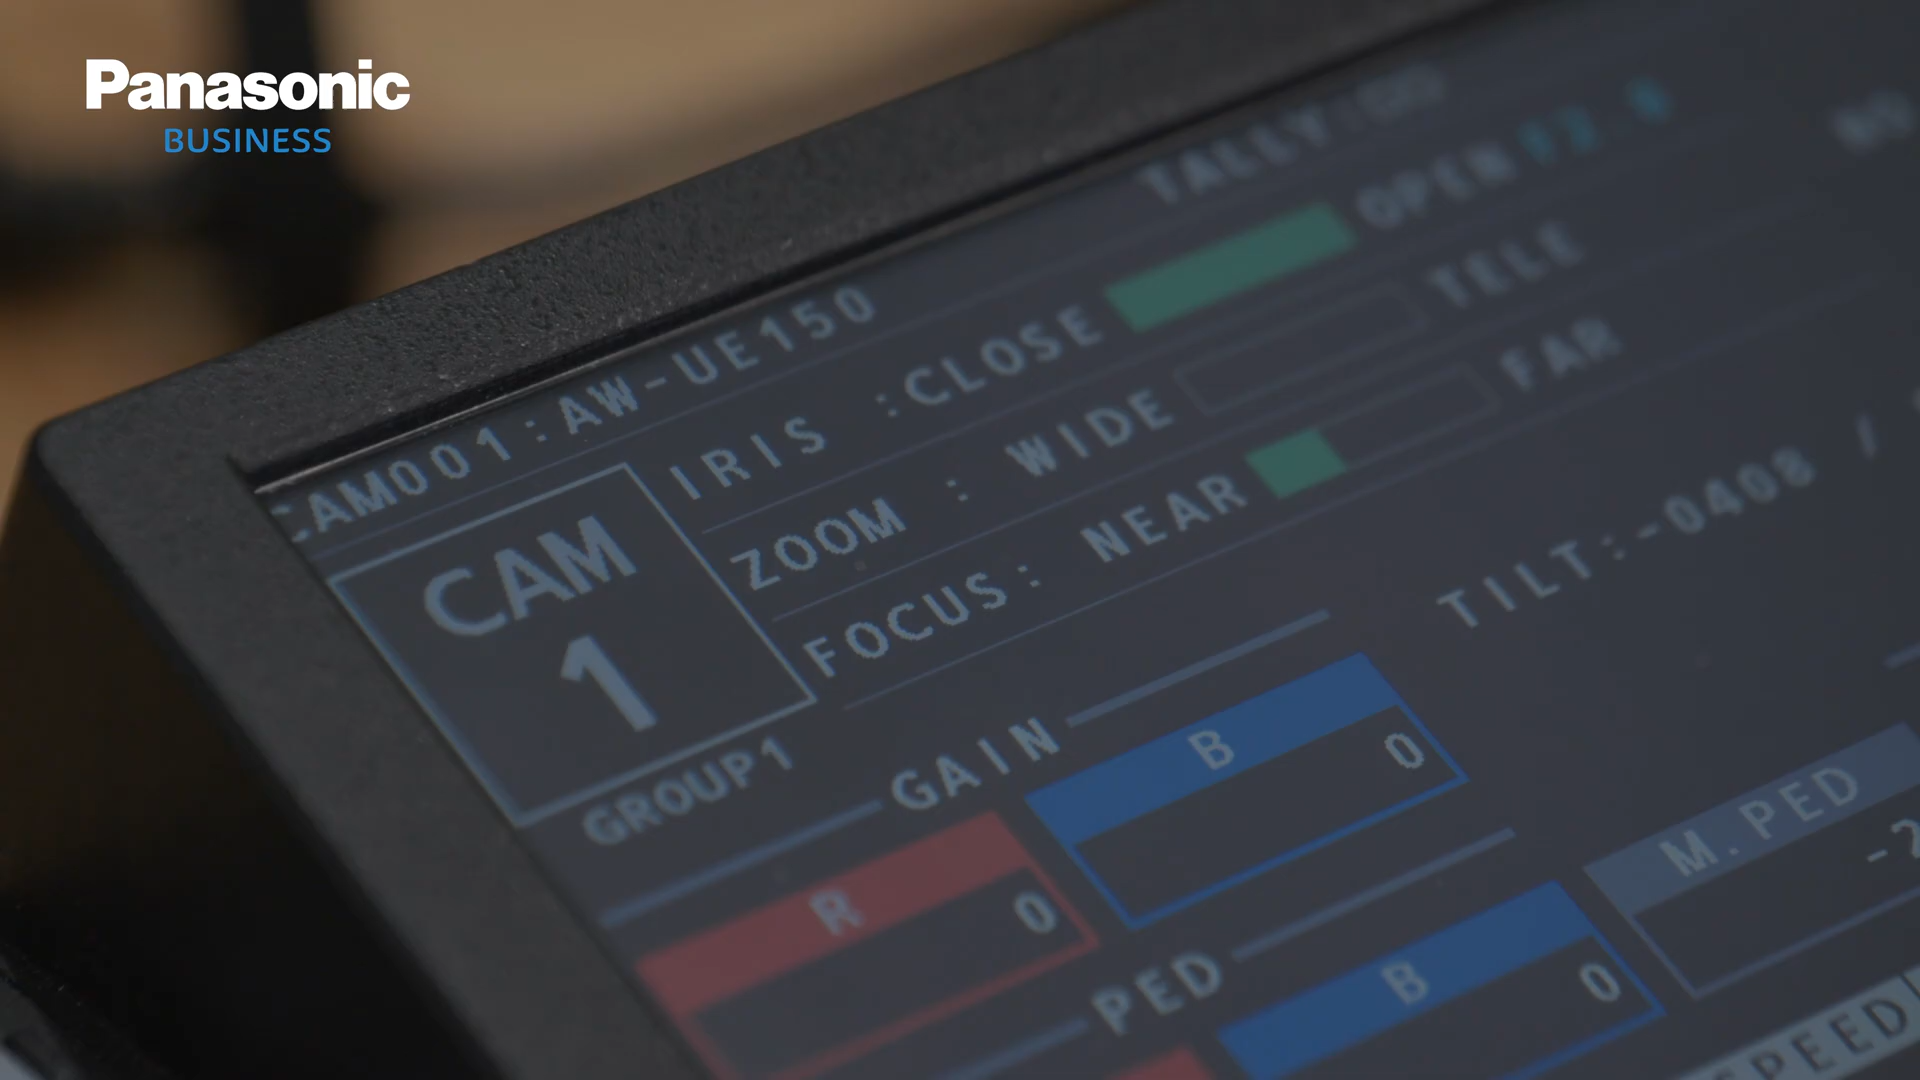 Panasonic
BUSINESS
CAM001:AW-UE150
TALLY:
CAM
1
GROUP1
IRIS :CLOSE OPEN
ZOOM : WIDE TELE
FOCUS: NEAR FAR
TILT:-0408 /
GAIN
R 0
B 0
PED
B 0
M.PED
SPEED